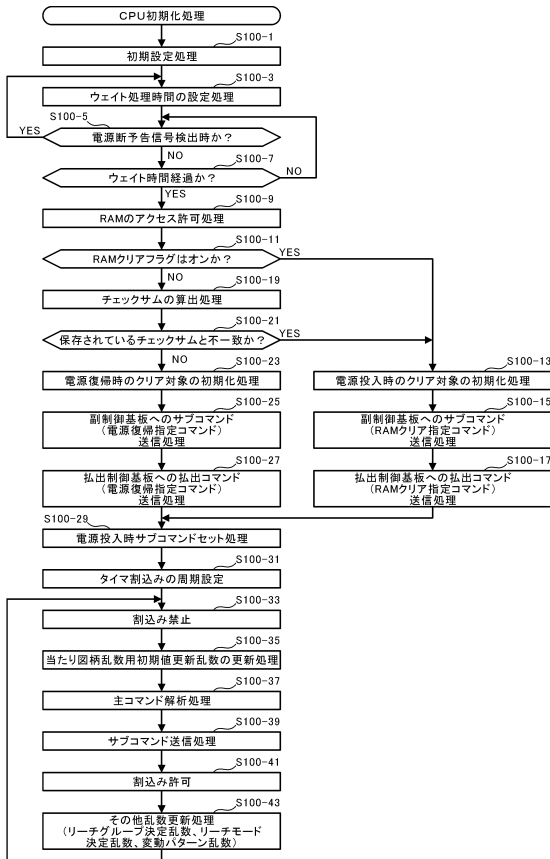 CPU初期化処理
S100-1
初期設定処理
S100-3
ウェイト処理時間の設定処理
S100-5
YES
電源断予告信号検出時か？
NO
S100-7
ウェイト時間経過か？
NO
YES
S100-9
RAMのアクセス許可処理
S100-11
RAMクリアフラグはオンか？
YES
NO
S100-19
チェックサムの算出処理
S100-21
保存されているチェックサムと不一致か？
YES
NO
S100-23
電源復帰時のクリア対象の初期化処理
S100-13
電源投入時のクリア対象の初期化処理
S100-25
副制御基板へのサブコマンド
（電源復帰指定コマンド）
送信処理
S100-15
副制御基板へのサブコマンド
（RAMクリア指定コマンド）
送信処理
S100-27
払出制御基板への払出コマンド
（電源復帰指定コマンド）
送信処理
S100-17
払出制御基板への払出コマンド
（RAMクリア指定コマンド）
送信処理
S100-29
電源投入時サブコマンドセット処理
S100-31
タイマ割込みの周期設定
S100-33
割込み禁止
S100-35
当たり図柄乱数用初期値更新乱数の更新処理
S100-37
主コマンド解析処理
S100-39
サブコマンド送信処理
S100-41
割込み許可
S100-43
その他乱数更新処理
（リーチグループ決定乱数、リーチモード
決定乱数、変動パターン乱数）